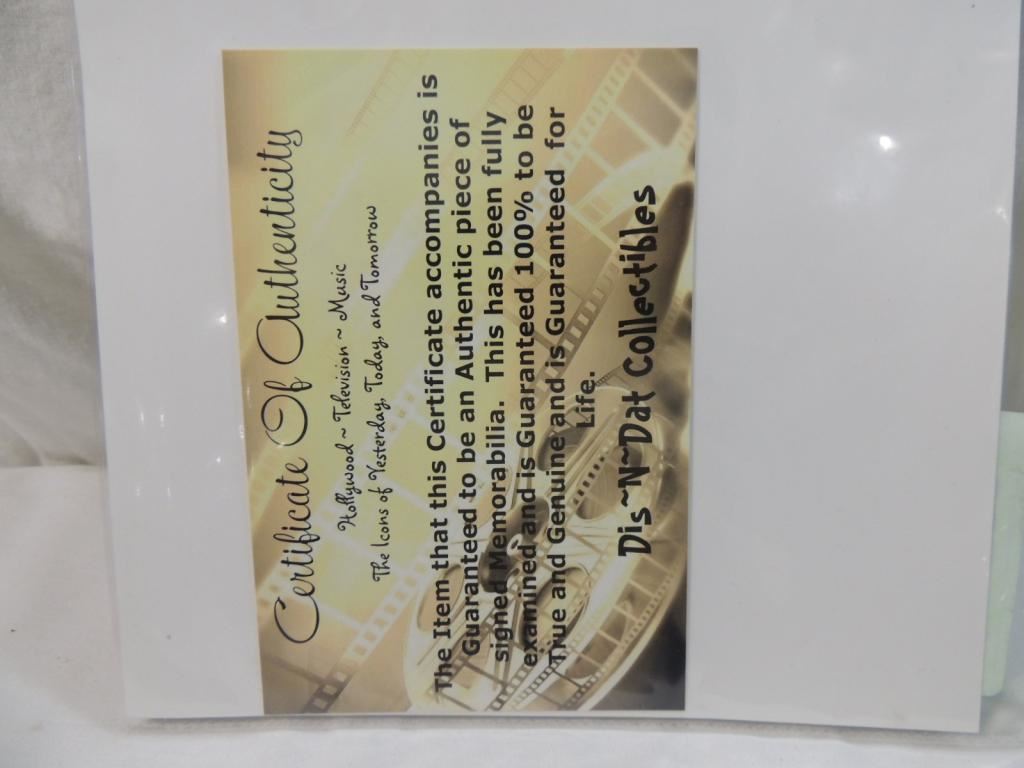 Certificate Of Authenticity
Hollywood ~ Television ~ Music
The Icons of Yesterday, Today, and Tomorrow
The Item that this Certificate accompanies is
Guaranteed to be an Authentic piece of
signed Memorabilia. This has been fully
examined and is Guaranteed 100% to be
True and Genuine and is Guaranteed for
Life.
Dis~N~Dat Collectibles